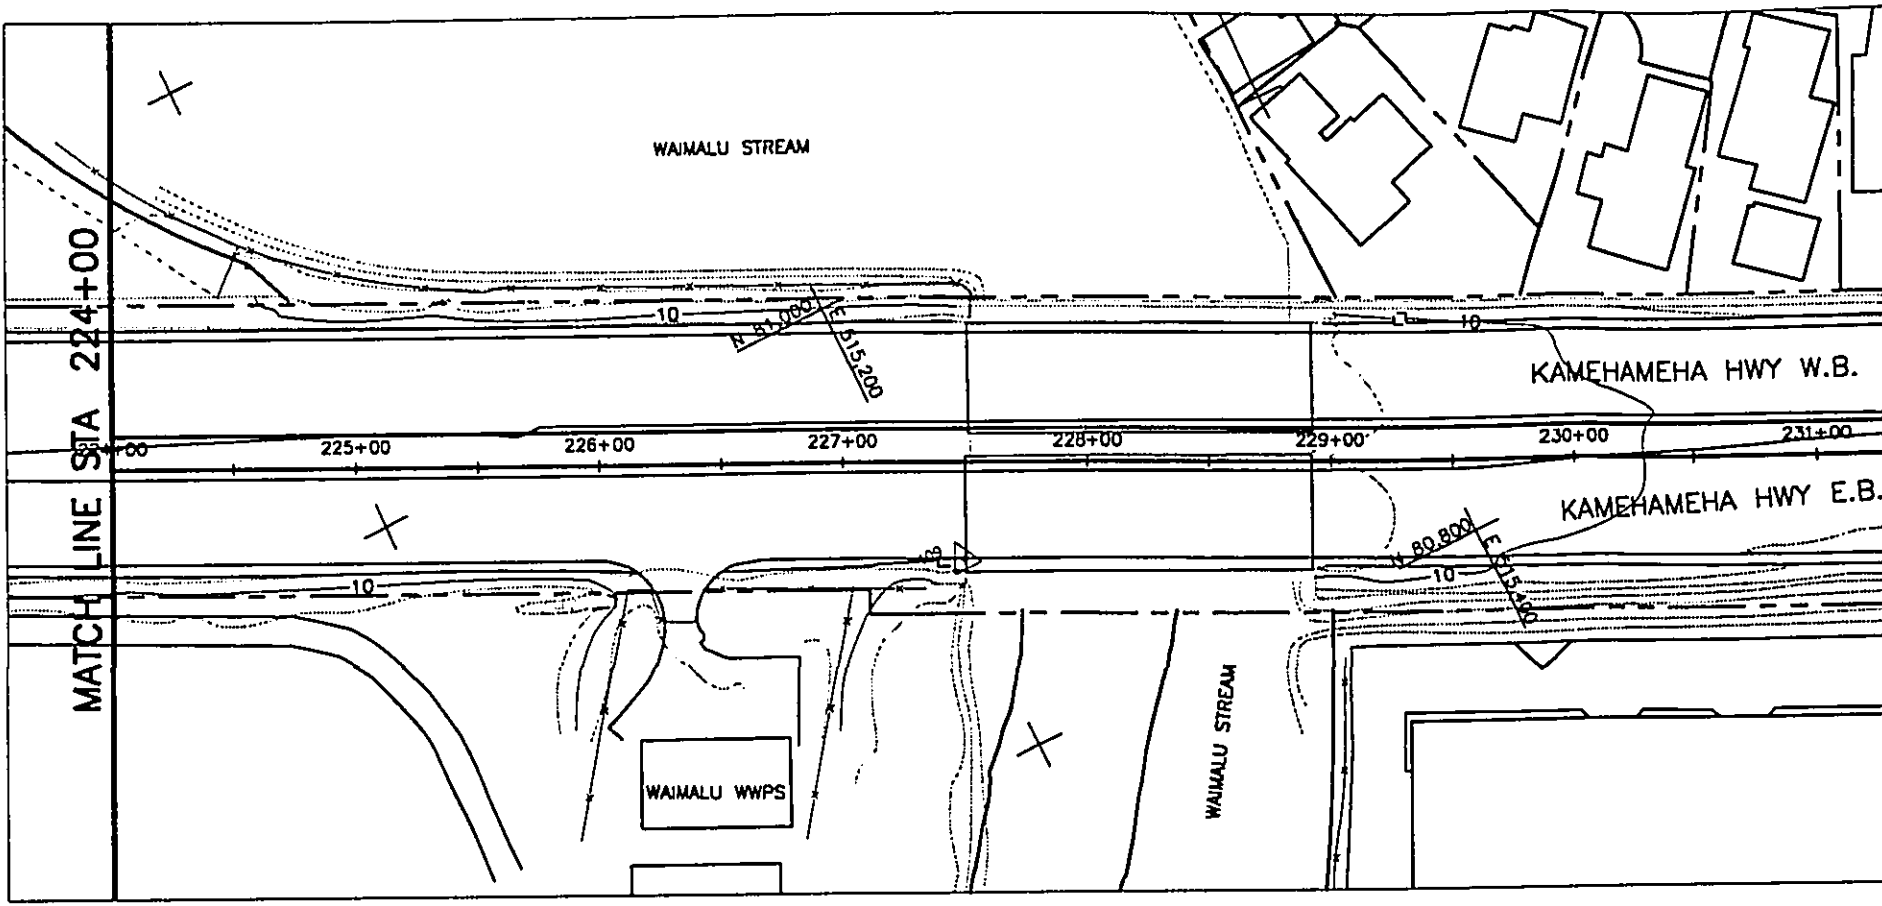 WAIMALU STREAM
MATCH LINE STA 224+00
10
N 81,000
E 515,200
10
KAMEHAMEHA HWY W.B.
225+00
226+00
227+00
228+00
229+00
230+00
231+00
KAMEHAMEHA HWY E.B.
N 80,800
E 515,400
10
10
WAIMALU STREAM
WAIMALU WWPS